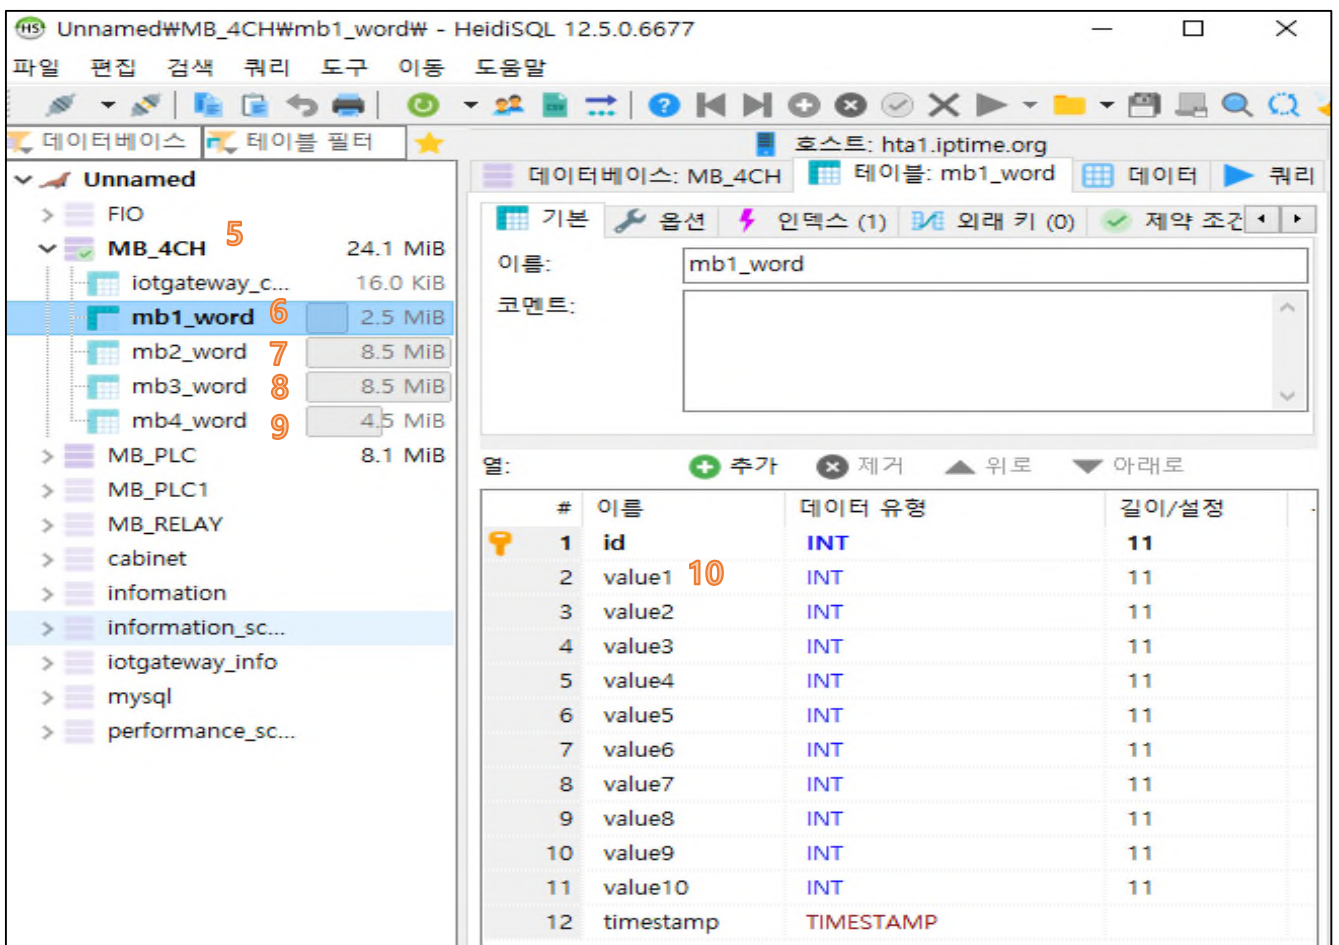 HS Unnamed₩MB_4CH₩mb1_word₩ - HeidiSQL 12.5.0.6677
파일 편집 검색 쿼리 도구 이동 도움말
데이터베이스 테이블 필터
호스트: hta1.iptime.org
데이터베이스: MB_4CH 테이블: mb1_word 데이터 쿼리
기본 옵션 인덱스 (1) 외래 키 (0) 제약 조건
Unnamed
FIO
MB_4CH 5 24.1 MiB
iotgateway_c... 16.0 KiB
mb1_word 6 2.5 MiB
mb2_word 7 8.5 MiB
mb3_word 8 8.5 MiB
mb4_word 9 4.5 MiB
MB_PLC 8.1 MiB
MB_PLC1
MB_RELAY
cabinet
infomation
information_sc...
iotgateway_info
mysql
performance_sc...
이름: mb1_word
코멘트:
열: 추가 제거 위로 아래로
# 이름 데이터 유형 길이/설정
1 id INT 11
2 value1 10 INT 11
3 value2 INT 11
4 value3 INT 11
5 value4 INT 11
6 value5 INT 11
7 value6 INT 11
8 value7 INT 11
9 value8 INT 11
10 value9 INT 11
11 value10 INT 11
12 timestamp TIMESTAMP